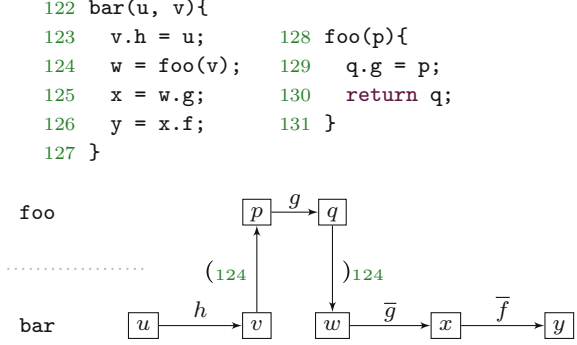 122 bar(u, v){
123 v.h = u;
124 w = foo(v);
125 x = w.g;
126 y = x.f;
127 }
128 foo(p){
129 q.g = p;
130 return q;
131 }
foo
p g q
(124 )124
bar
u h v w g̅ x f̅ y